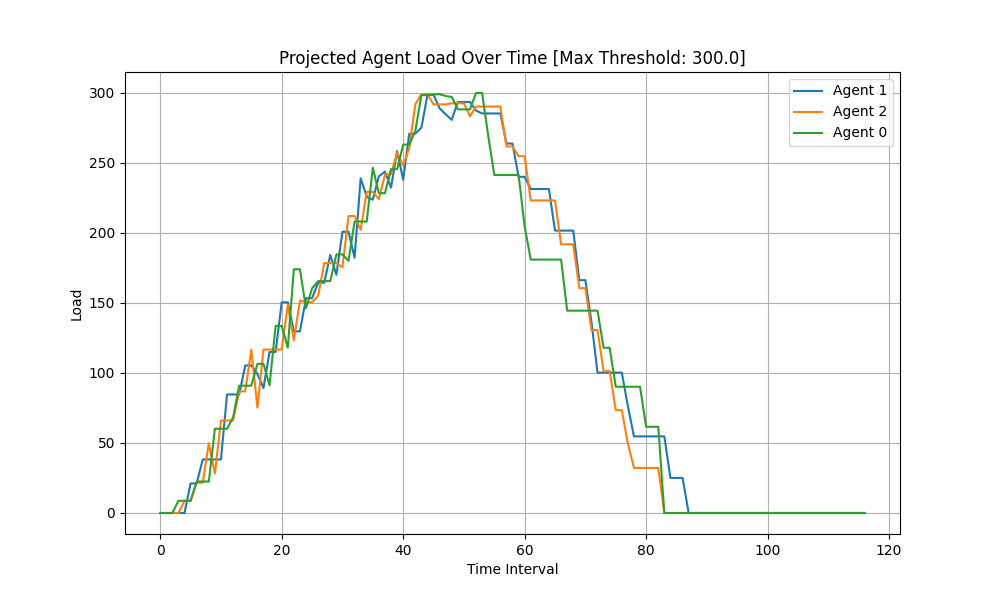 Projected Agent Load Over Time [Max Threshold: 300.0]
Agent 1
Agent 2
Agent 0
Load
300
250
200
150
100
50
0
0 20 40 60 80 100 120
Time Interval